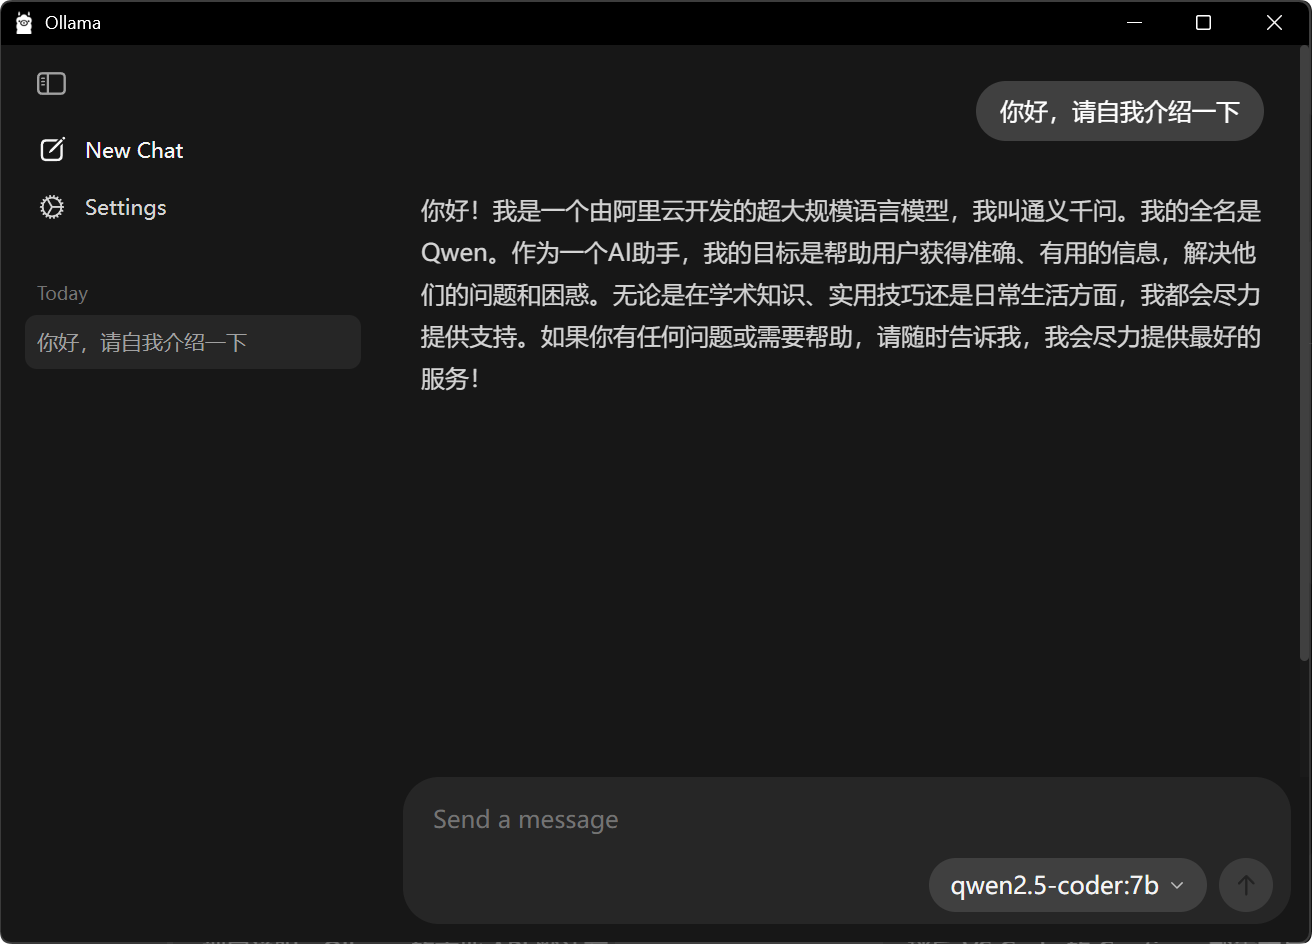 Ollama
New Chat
Settings
Today
你好，请自我介绍一下
你好，请自我介绍一下
你好！我是一个由阿里云开发的超大规模语言模型，我叫通义千问。我的全名是
Qwen。作为一个AI助手，我的目标是帮助用户获得准确、有用的信息，解决他
们的问题和困惑。无论是在学术知识、实用技巧还是日常生活方面，我都会尽力
提供支持。如果你有任何问题或需要帮助，请随时告诉我，我会尽力提供最好的
服务！
Send a message
qwen2.5-coder:7b